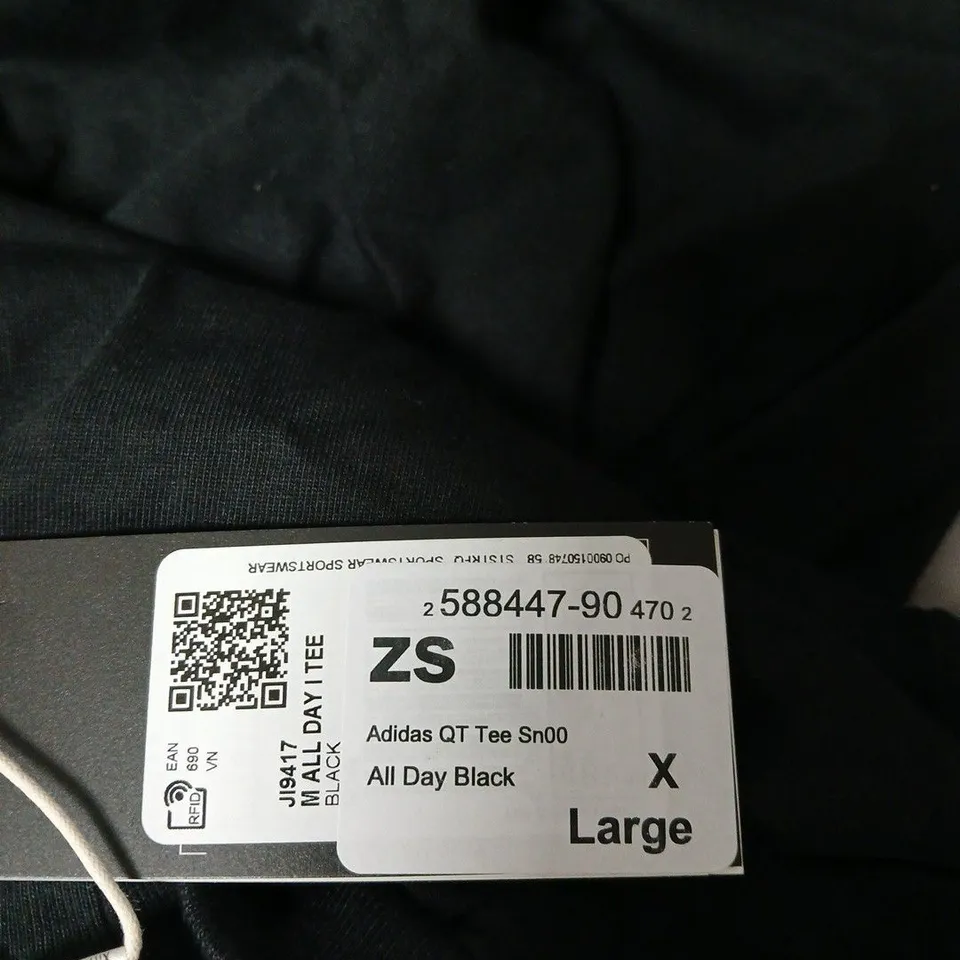 PO 0900150748 58 STSTRFQ SPORTSWEAR SPORTSWEAR
EAN
690
VN
RFID
JI9417
M ALL DAY I TEE
BLACK
2 588447-90 470 2
ZS
Adidas QT Tee Sn00
All Day Black
X
Large